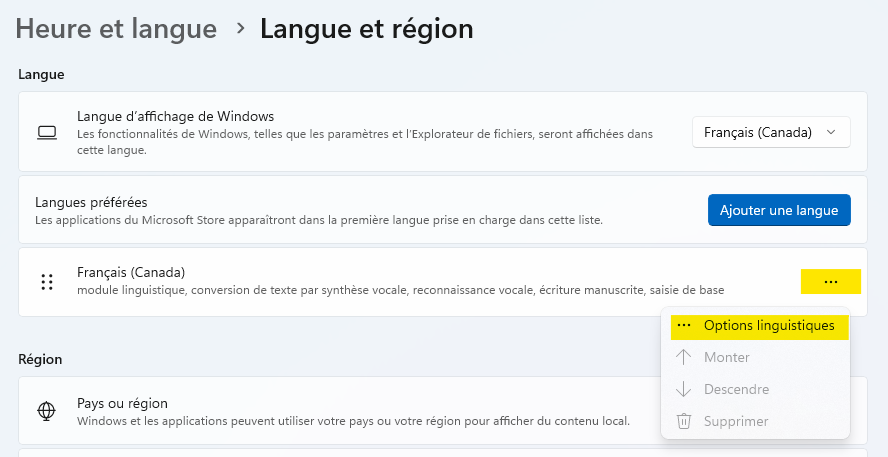 Heure et langue > Langue et région
Langue
Langue d’affichage de Windows
Les fonctionnalités de Windows, telles que les paramètres et l’Explorateur de fichiers, seront affichées dans
cette langue.
Français (Canada)
Langues préférées
Les applications du Microsoft Store apparaîtront dans la première langue prise en charge dans cette liste.
Ajouter une langue
Français (Canada)
module linguistique, conversion de texte par synthèse vocale, reconnaissance vocale, écriture manuscrite, saisie de base
...
... Options linguistiques
Monter
Descendre
Supprimer
Région
Pays ou région
Windows et les applications peuvent utiliser votre pays ou votre région pour afficher du contenu local.